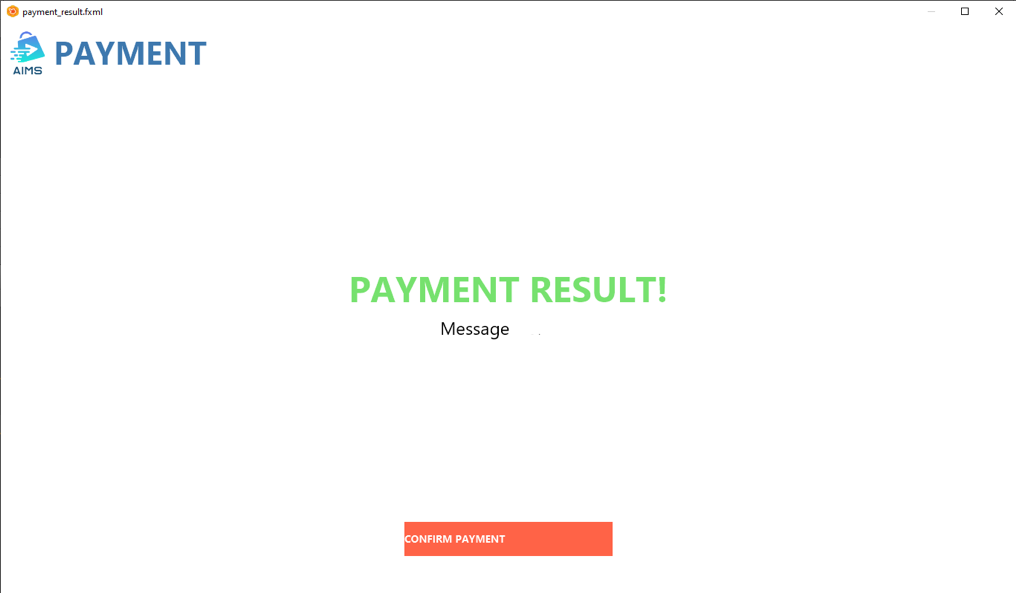 payment_result.fxml
AIMS
PAYMENT
PAYMENT RESULT!
Message .
CONFIRM PAYMENT